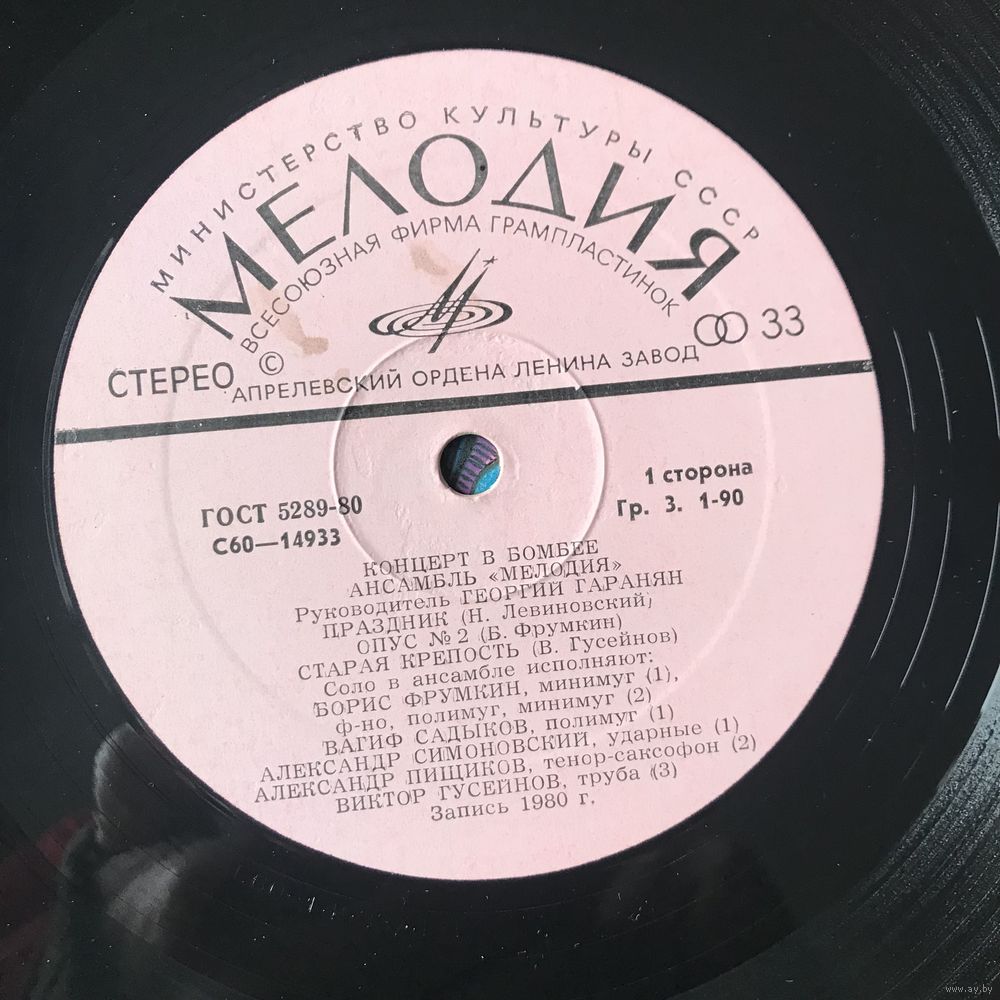 МИНИСТЕРСТВО КУЛЬТУРЫ СССР
МЕЛОДИЯ
ВСЕСОЮЗНАЯ ФИРМА ГРАМПЛАСТИНОК
СТЕРЕО © 33
АПРЕЛЕВСКИЙ ОРДЕНА ЛЕНИНА ЗАВОД
ГОСТ 5289-80
С60—14933
1 сторона
Гр. 3. 1-90
КОНЦЕРТ В БОМБЕЕ
АНСАМБЛЬ «МЕЛОДИЯ»
Руководитель ГЕОРГИЙ ГАРАНЯН
ПРАЗДНИК (Н. Левиновский)
ОПУС № 2 (Б. Фрумкин)
СТАРАЯ КРЕПОСТЬ (В. Гусейнов)
Соло в ансамбле исполняют:
БОРИС ФРУМКИН, минимуг (1),
ф-но, полимуг, минимуг (2)
ВАГИФ САДЫКОВ, полимуг (1)
АЛЕКСАНДР СИМОНОВСКИЙ, ударные (1)
АЛЕКСАНДР ПИЩИКОВ, тенор-саксофон (2)
ВИКТОР ГУСЕЙНОВ, труба (3)
Запись 1980 г.
www.ay.by